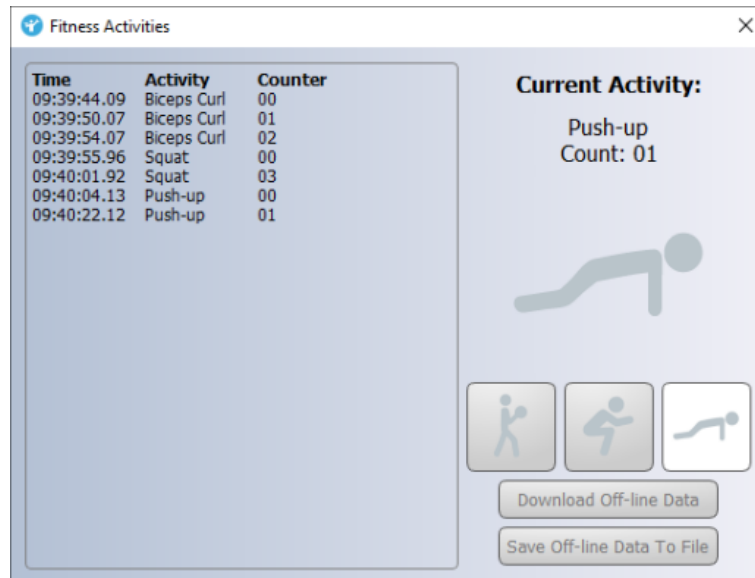 Fitness Activities
Time Activity Counter
09:39:44.09 Biceps Curl 00
09:39:50.07 Biceps Curl 01
09:39:54.07 Biceps Curl 02
09:39:55.96 Squat 00
09:40:01.92 Squat 03
09:40:04.13 Push-up 00
09:40:22.12 Push-up 01
Current Activity:
Push-up
Count: 01
Download Off-line Data
Save Off-line Data To File